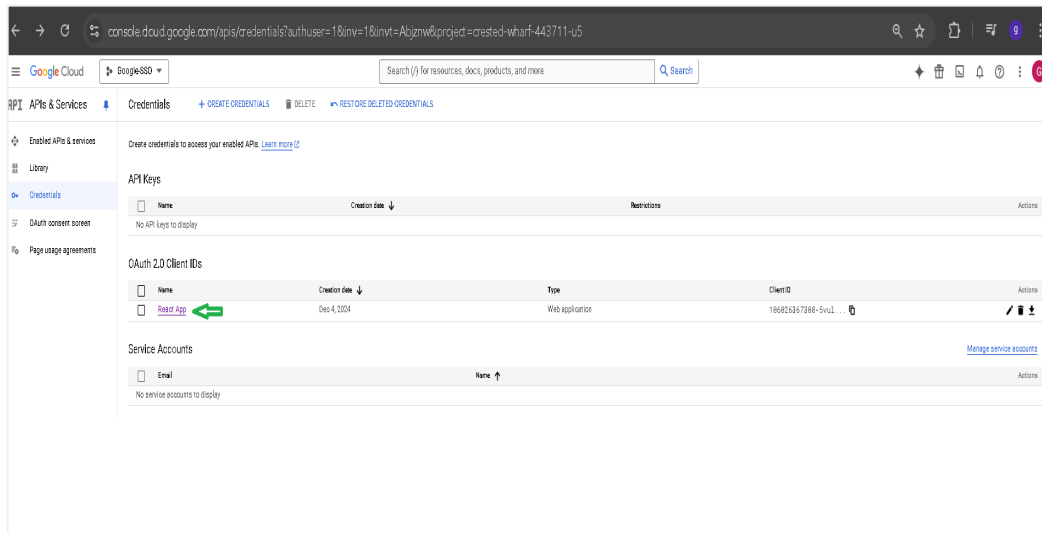 console.cloud.google.com/apis/credentials?authuser=1&inv=1&invt=Abjznw&project=crested-wharf-443711-u5
g
Google Cloud
Google-SSO
Search (/) for resources, docs, products, and more
Search
G
API APIs & Services
Credentials
+ CREATE CREDENTIALS
DELETE
RESTORE DELETED CREDENTIALS
Enabled APIs & services
Library
Credentials
OAuth consent screen
Page usage agreements
Create credentials to access your enabled APIs. Learn more
API Keys
Name Creation date Restrictions Actions
No API keys to display
OAuth 2.0 Client IDs
Name Creation date Type Client ID Actions
React App Dec 4, 2024 Web application 106026367300-5vul...
Service Accounts
Manage service accounts
Email Name Actions
No service accounts to display